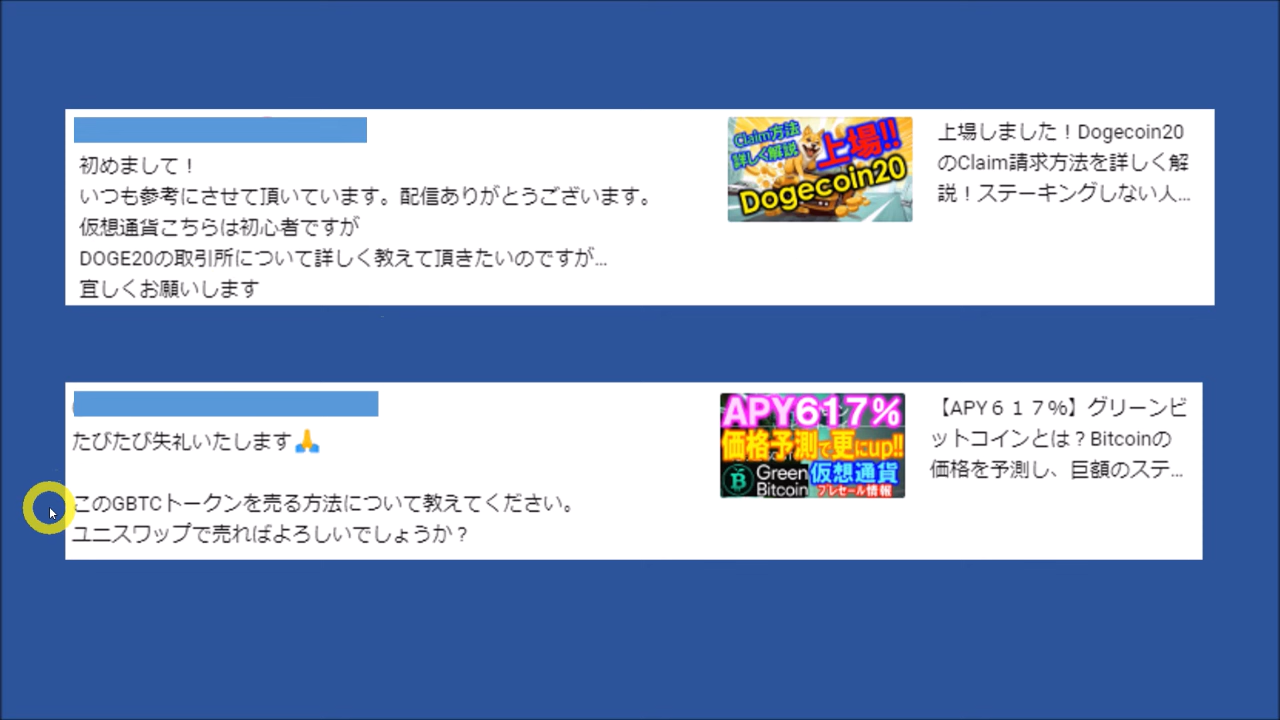 初めまして！
いつも参考にさせて頂いています。配信ありがとうございます。
仮想通貨こちらは初心者ですが
DOGE20の取引所について詳しく教えて頂きたいのですが...
宜しくお願いします
Claim方法
詳しく解説
上場!!
Dogecoin20
上場しました！Dogecoin20
のClaim請求方法を詳しく解
説！ステーキングしない人...
たびたび失礼いたします🙏
このGBTCトークンを売る方法について教えてください。
ユニスワップで売ればよろしいでしょうか？
APY617%
価格予測で更にup!!
Green
Bitcoin
仮想通貨
プレセール情報
【APY６１７%】グリーンビ
ットコインとは？Bitcoinの
価格を予測し、巨額のステ...